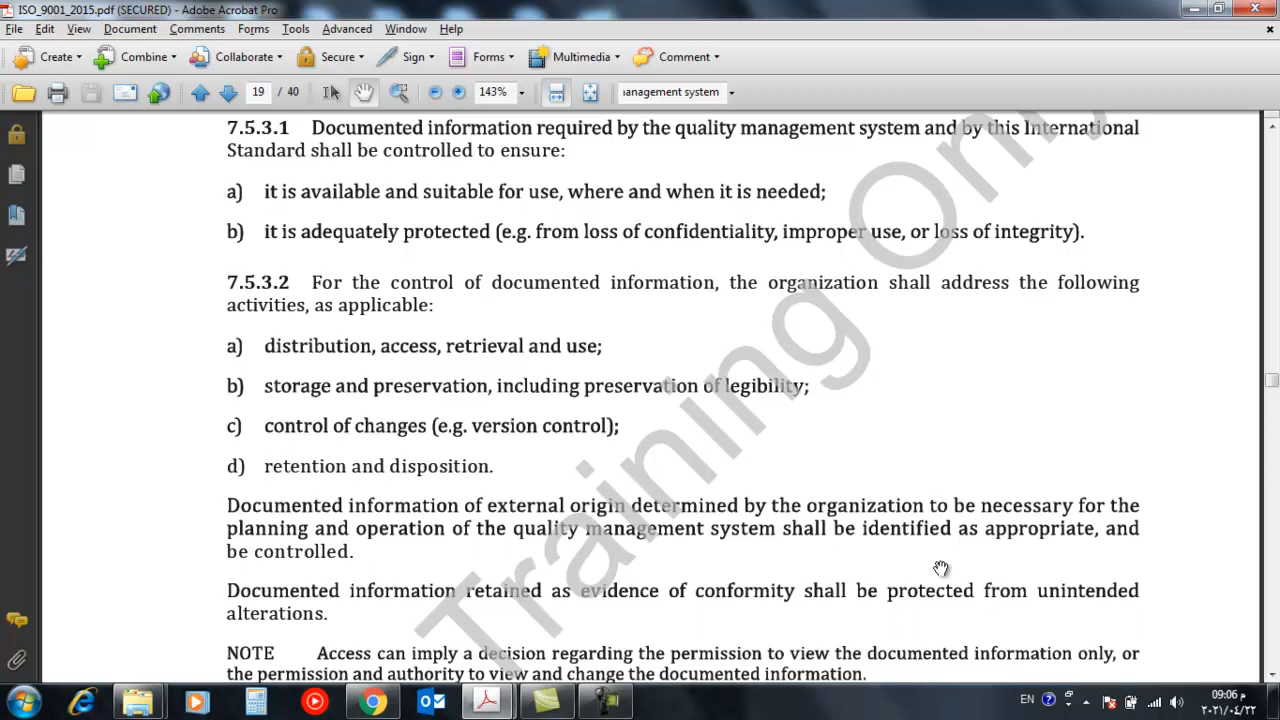 ISO_9001_2015.pdf (SECURED) - Adobe Acrobat Pro
File Edit View Document Comments Forms Tools Advanced Window Help
Create Combine Collaborate Secure Sign Forms Multimedia Comment
19 / 40 143% anagement system
7.5.3.1 Documented information required by the quality management system and by this International
Standard shall be controlled to ensure:
a) it is available and suitable for use, where and when it is needed;
b) it is adequately protected (e.g. from loss of confidentiality, improper use, or loss of integrity).
7.5.3.2 For the control of documented information, the organization shall address the following
activities, as applicable:
a) distribution, access, retrieval and use;
b) storage and preservation, including preservation of legibility;
c) control of changes (e.g. version control);
d) retention and disposition.
Documented information of external origin determined by the organization to be necessary for the
planning and operation of the quality management system shall be identified as appropriate, and
be controlled.
Documented information retained as evidence of conformity shall be protected from unintended
alterations.
NOTE Access can imply a decision regarding the permission to view the documented information only, or
the permission and authority to view and change the documented information.
Training Only
EN 09:06 م
٢٠٢١/٠٤/٢٢